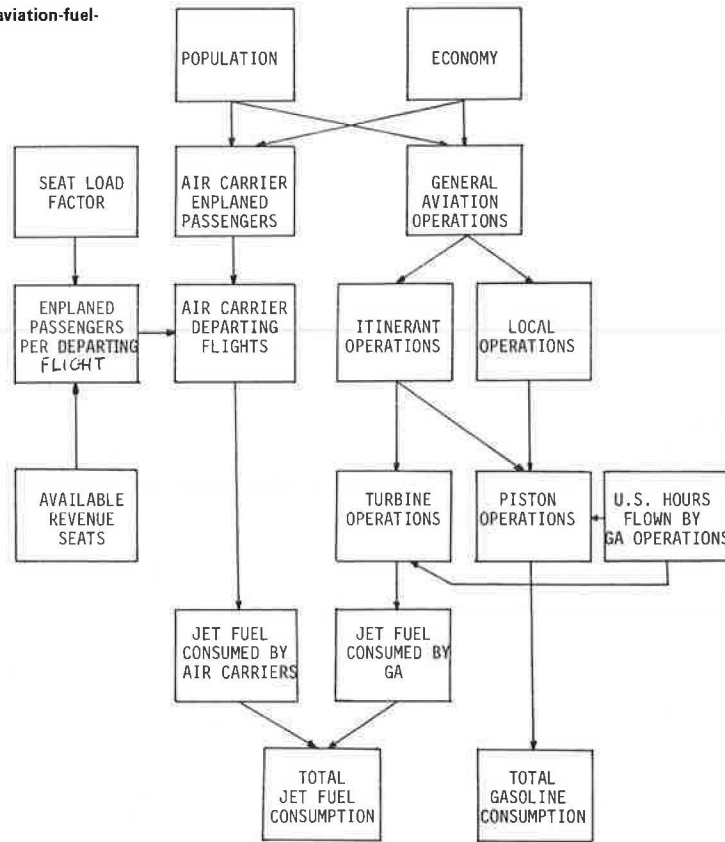 aviation-fuel-
POPULATION
ECONOMY
SEAT LOAD
FACTOR
AIR CARRIER
ENPLANED
PASSENGERS
GENERAL
AVIATION
OPERATIONS
ENPLANED
PASSENGERS
PER DEPARTING
FLIGHT
AIR CARRIER
DEPARTING
FLIGHTS
ITINERANT
OPERATIONS
LOCAL
OPERATIONS
AVAILABLE
REVENUE
SEATS
TURBINE
OPERATIONS
PISTON
OPERATIONS
U.S. HOURS
FLOWN BY
GA OPERATIONS
JET FUEL
CONSUMED BY
AIR CARRIERS
JET FUEL
CONSUMED BY
GA
TOTAL
JET FUEL
CONSUMPTION
TOTAL
GASOLINE
CONSUMPTION